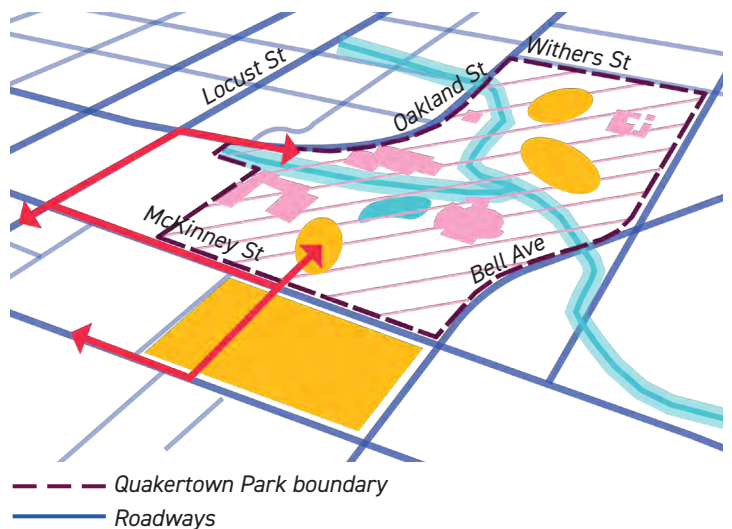 Withers St
Locust St
Oakland St
McKinney St
Bell Ave
Quakertown Park boundary
Roadways